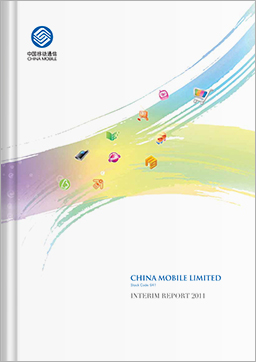 中国移动通信
CHINA MOBILE
CHINA MOBILE LIMITED
Stock Code: 941
INTERIM REPORT 2011